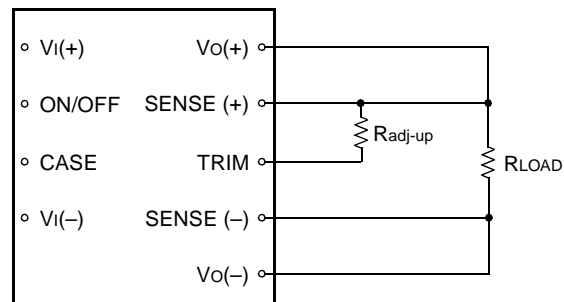 VI(+)
VO(+)
ON/OFF
SENSE (+)
Radj-up
CASE
TRIM
RLOAD
VI(–)
SENSE (–)
VO(–)